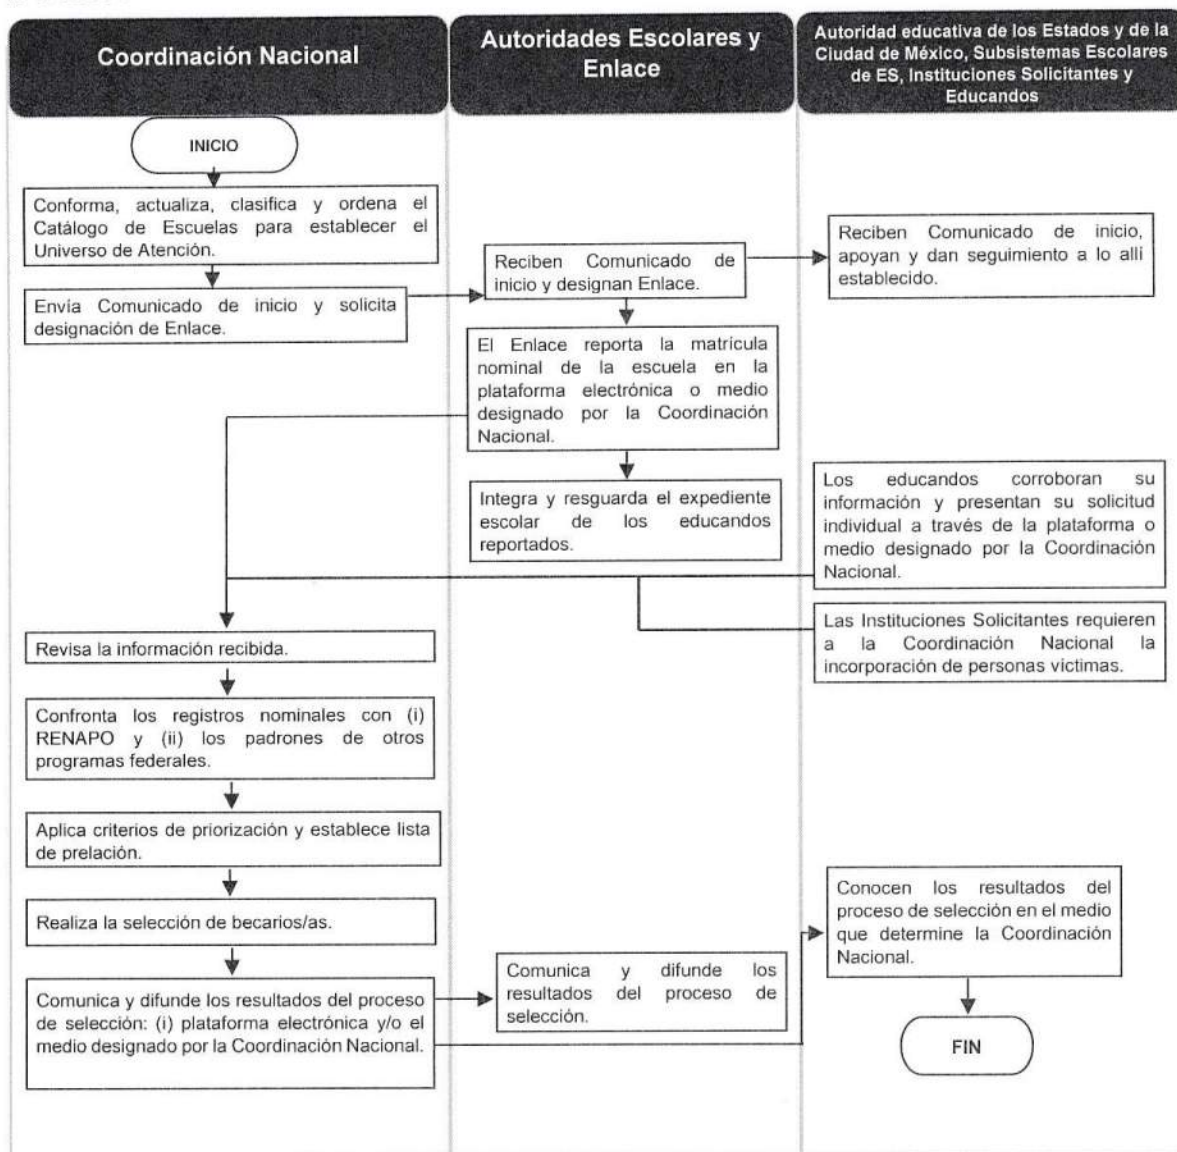 Coordinación Nacional
Autoridades Escolares y
Enlace
Autoridad educativa de los Estados y de la
Ciudad de México, Subsistemas Escolares
de ES, Instituciones Solicitantes y
Educandos
INICIO
Conforma, actualiza, clasifica y ordena el
Catálogo de Escuelas para establecer el
Universo de Atención.
Envía Comunicado de inicio y solicita
designación de Enlace.
Reciben Comunicado de
inicio y designan Enlace.
Reciben Comunicado de inicio,
apoyan y dan seguimiento a lo allí
establecido.
El Enlace reporta la matrícula
nominal de la escuela en la
plataforma electrónica o medio
designado por la Coordinación
Nacional.
Integra y resguarda el expediente
escolar de los educandos
reportados.
Los educandos corroboran su
información y presentan su solicitud
individual a través de la plataforma o
medio designado por la Coordinación
Nacional.
Las Instituciones Solicitantes requieren
a la Coordinación Nacional la
incorporación de personas víctimas.
Revisa la información recibida.
Confronta los registros nominales con (i)
RENAPO y (ii) los padrones de otros
programas federales.
Aplica criterios de priorización y establece lista
de prelación.
Realiza la selección de becarios/as.
Comunica y difunde los resultados del proceso
de selección: (i) plataforma electrónica y/o el
medio designado por la Coordinación Nacional.
Comunica y difunde los
resultados del proceso de
selección.
Conocen los resultados del
proceso de selección en el medio
que determine la Coordinación
Nacional.
FIN